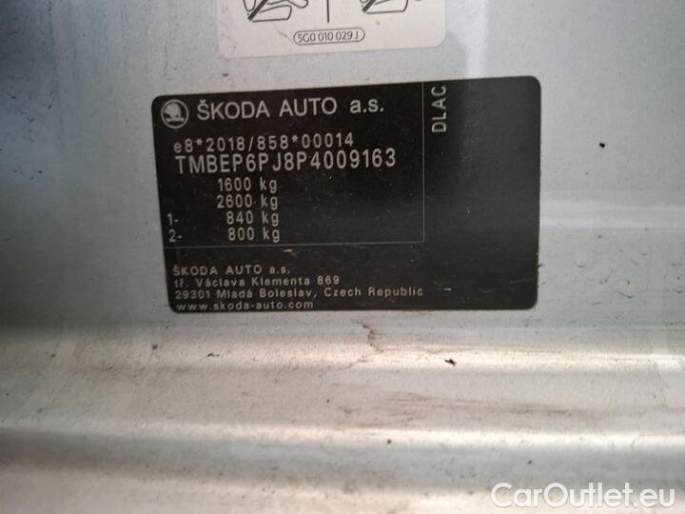 5G0 010 029 J
ŠKODA AUTO a.s.
DLAC
e8*2018/858*00014
TMBEP6PJ8P4009163
1600 kg
2600 kg
1- 840 kg
2- 800 kg
ŠKODA AUTO a.s.
tř. Václava Klementa 869
29301 Mladá Boleslav, Czech Republic
www.skoda-auto.com
CarOutlet.eu